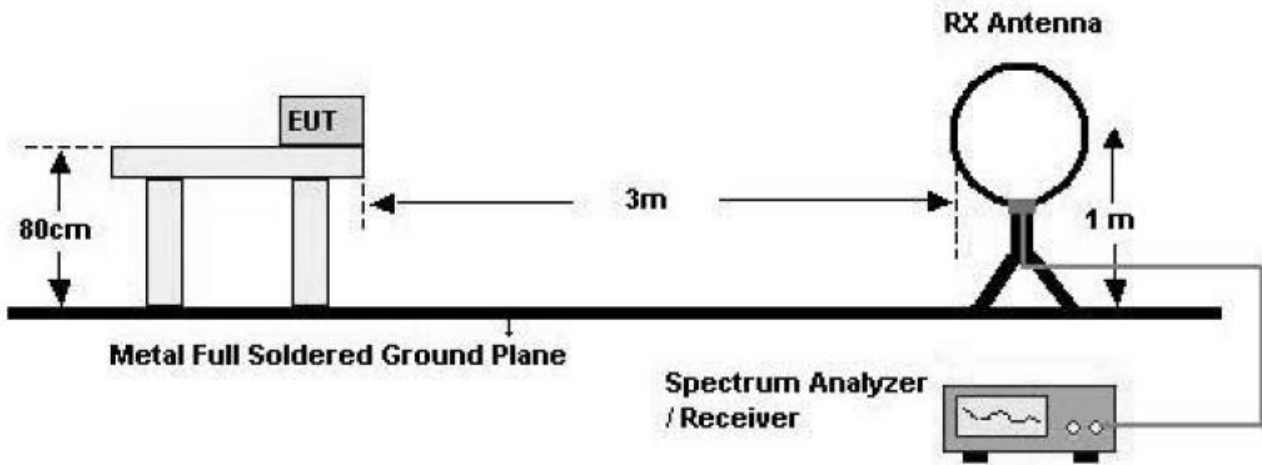 RX Antenna
EUT
80cm
3m
1 m
Metal Full Soldered Ground Plane
Spectrum Analyzer
/ Receiver